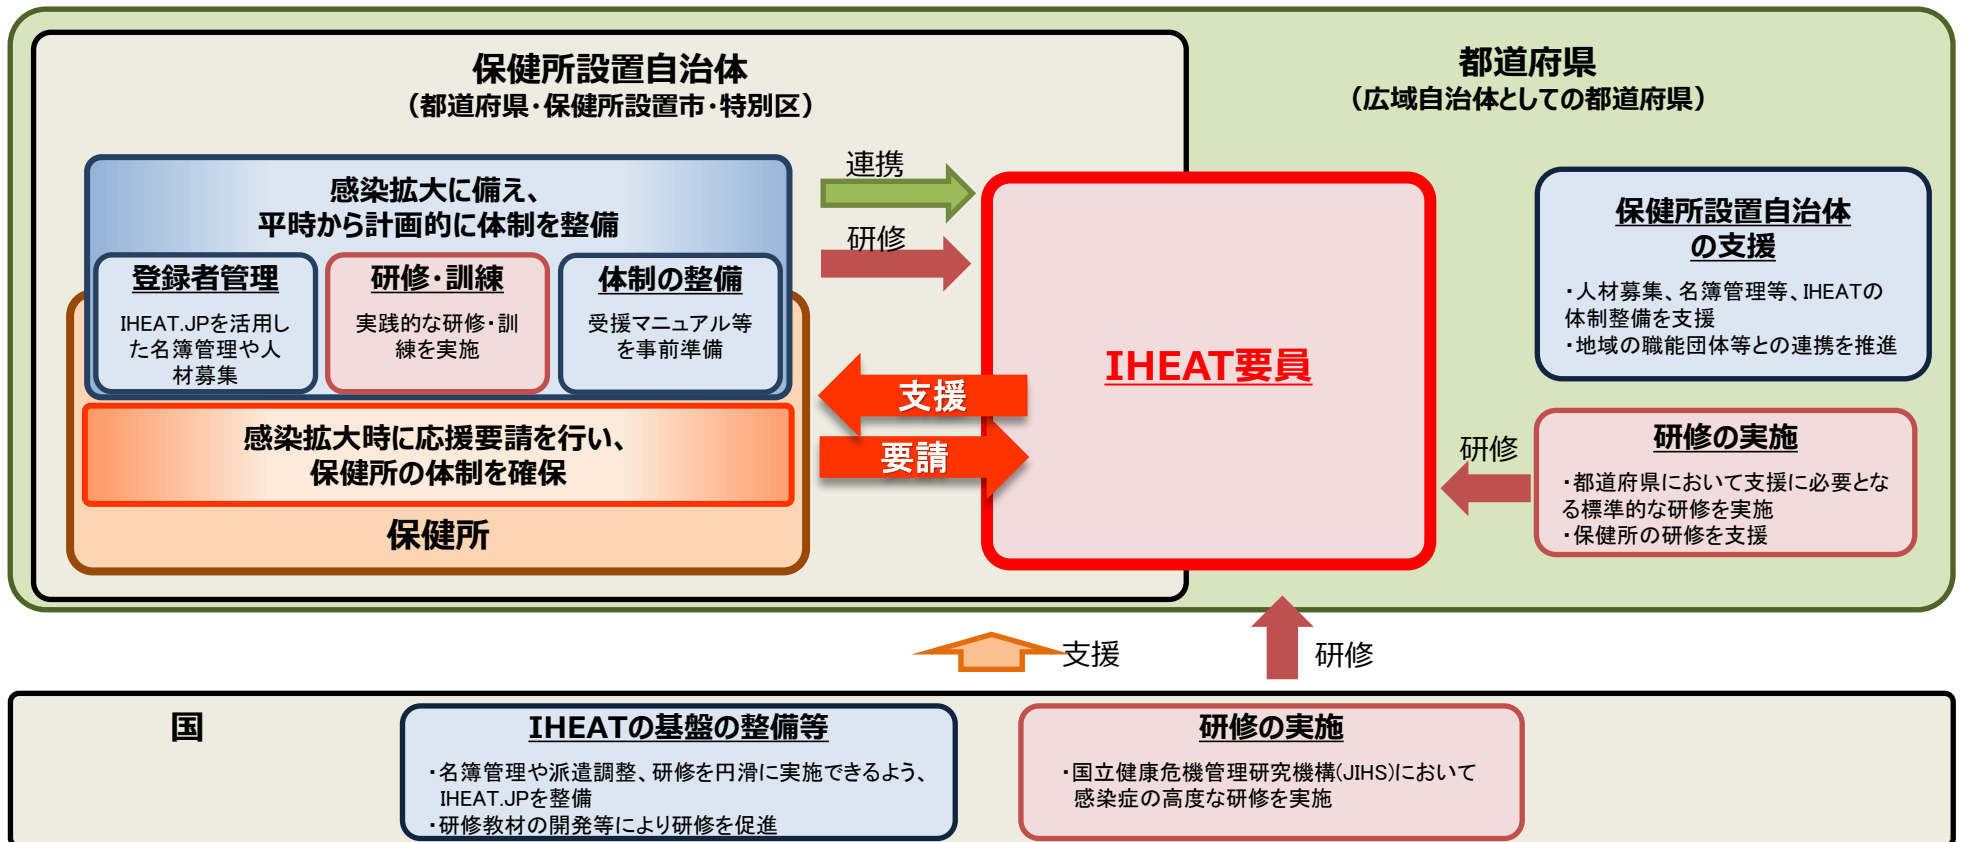 保健所設置自治体
（都道府県・保健所設置市・特別区）
都道府県
（広域自治体としての都道府県）
感染拡大に備え、
平時から計画的に体制を整備
登録者管理
IHEAT.JPを活用し
た名簿管理や人
材募集
研修・訓練
実践的な研修・訓
練を実施
体制の整備
受援マニュアル等
を事前準備
感染拡大時に応援要請を行い、
保健所の体制を確保
保健所
連携
研修
支援
要請
IHEAT要員
保健所設置自治体
の支援
・人材募集、名簿管理等、IHEATの
体制整備を支援
・地域の職能団体等との連携を推進
研修
研修の実施
・都道府県において支援に必要とな
る標準的な研修を実施
・保健所の研修を支援
支援
研修
国
IHEATの基盤の整備等
・名簿管理や派遣調整、研修を円滑に実施できるよう、
IHEAT.JPを整備
・研修教材の開発等により研修を促進
研修の実施
・国立健康危機管理研究機構(JIHS)において
感染症の高度な研修を実施